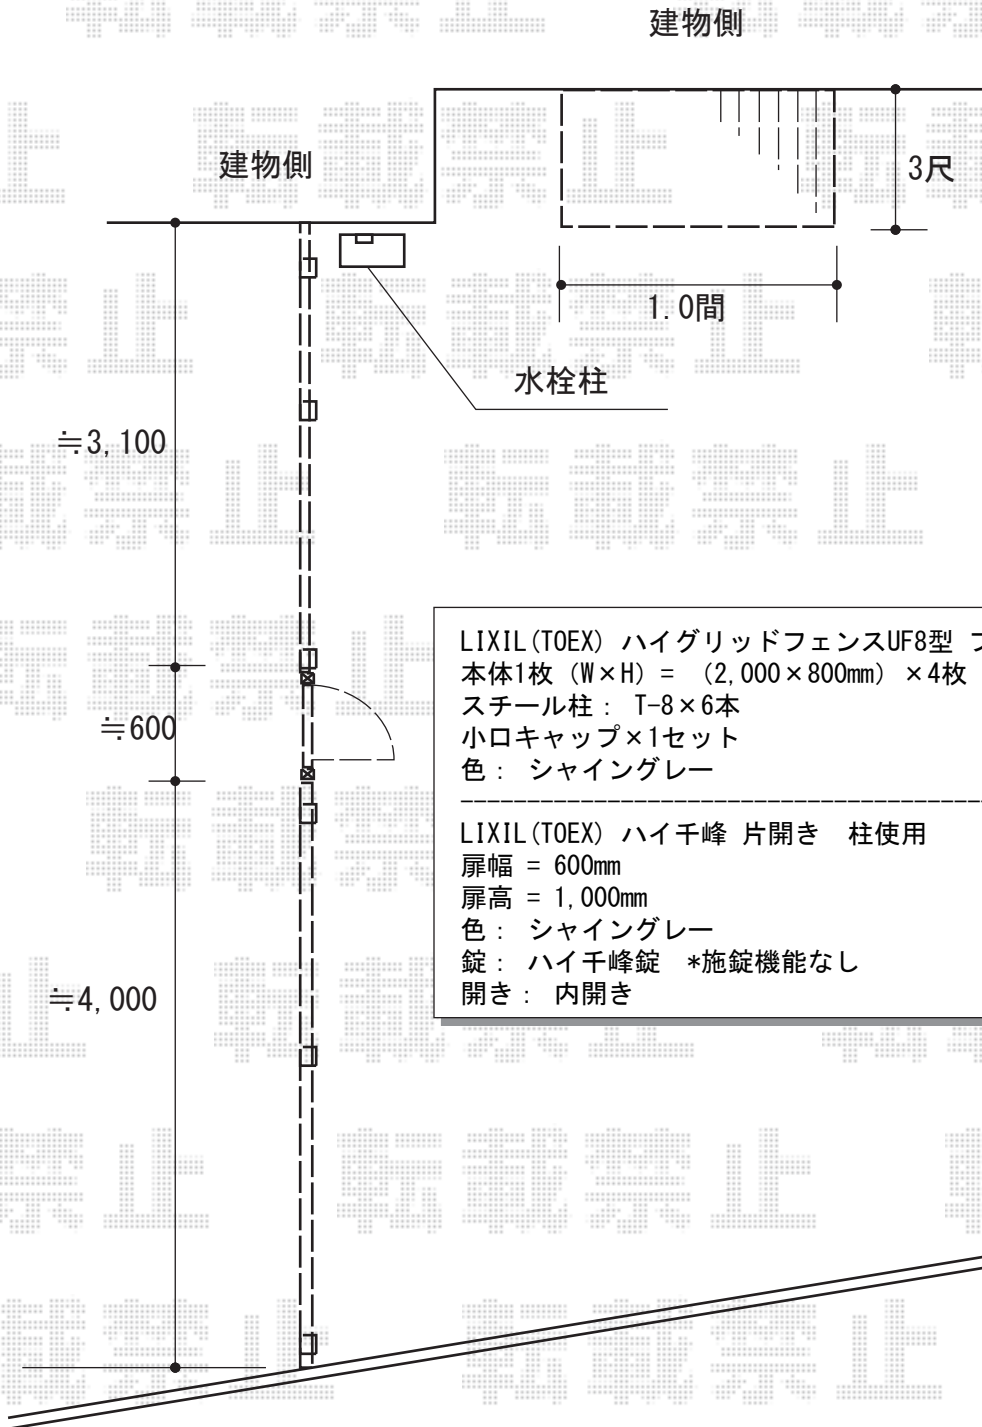 建物側
建物側
3尺
1.0間
水栓柱
≒3,100
LIXIL(TOEX) ハイグリッドフェンスUF8型
本体1枚 (W×H) = (2,000×800mm) ×4枚
スチール柱： T-8×6本
小口キャップ×1セット
色： シャイングレー
≒600
LIXIL(TOEX) ハイ千峰 片開き 柱使用
扉幅 = 600mm
扉高 = 1,000mm
色： シャイングレー
錠： ハイ千峰錠 *施錠機能なし
開き： 内開き
≒4,000
転載禁止